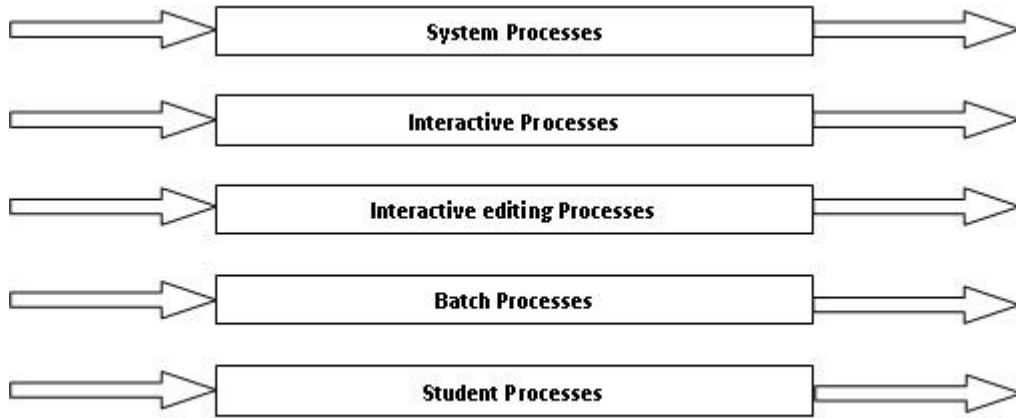 System Processes
Interactive Processes
Interactive editing Processes
Batch Processes
Student Processes